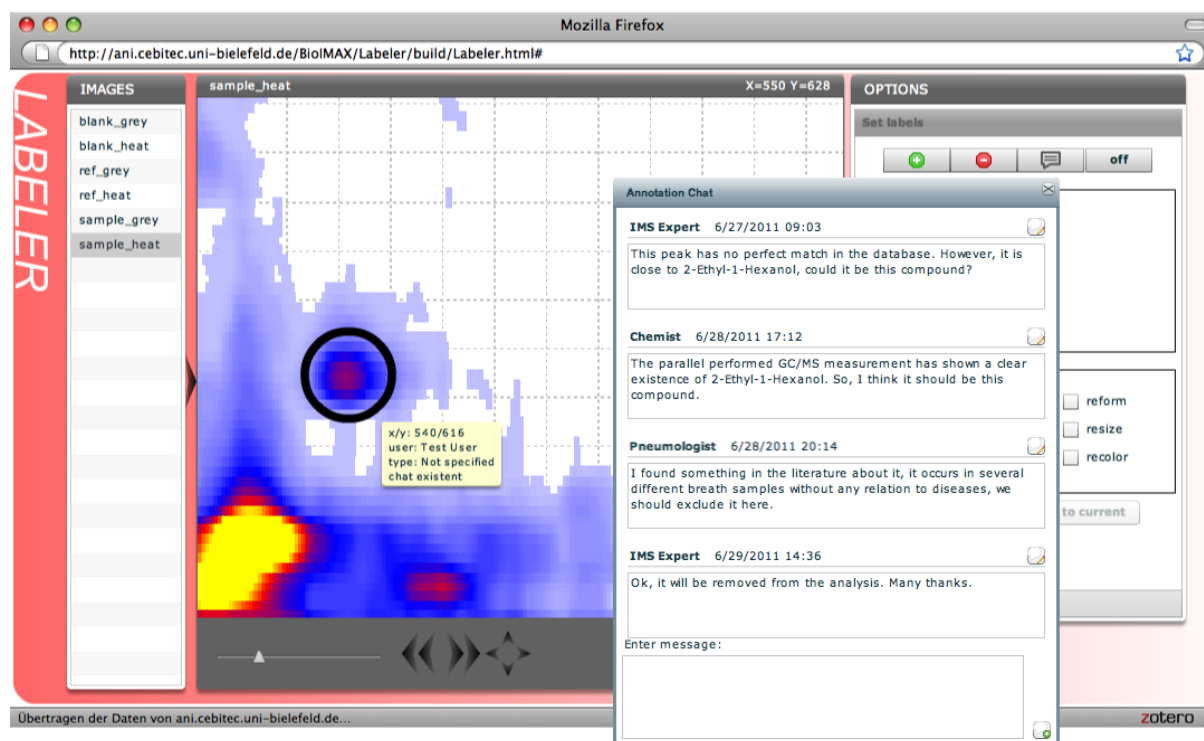 Mozilla Firefox
http://ani.cebitec.uni-bielefeld.de/BioIMAX/Labeler/build/Labeler.html#
LABELER
IMAGES
blank_grey
blank_heat
ref_grey
ref_heat
sample_grey
sample_heat
sample_heat
X=550 Y=628
x/y: 540/616
user: Test User
type: Not specified
chat existent
OPTIONS
Set labels
off
reform
resize
recolor
to current
Annotation Chat
IMS Expert 6/27/2011 09:03
This peak has no perfect match in the database. However, it is
close to 2-Ethyl-1-Hexanol, could it be this compound?
Chemist 6/28/2011 17:12
The parallel performed GC/MS measurement has shown a clear
existence of 2-Ethyl-1-Hexanol. So, I think it should be this
compound.
Pneumologist 6/28/2011 20:14
I found something in the literature about it, it occurs in several
different breath samples without any relation to diseases, we
should exclude it here.
IMS Expert 6/29/2011 14:36
Ok, it will be removed from the analysis. Many thanks.
Enter message:
Übertragen der Daten von ani.cebitec.uni-bielefeld.de...
zotero